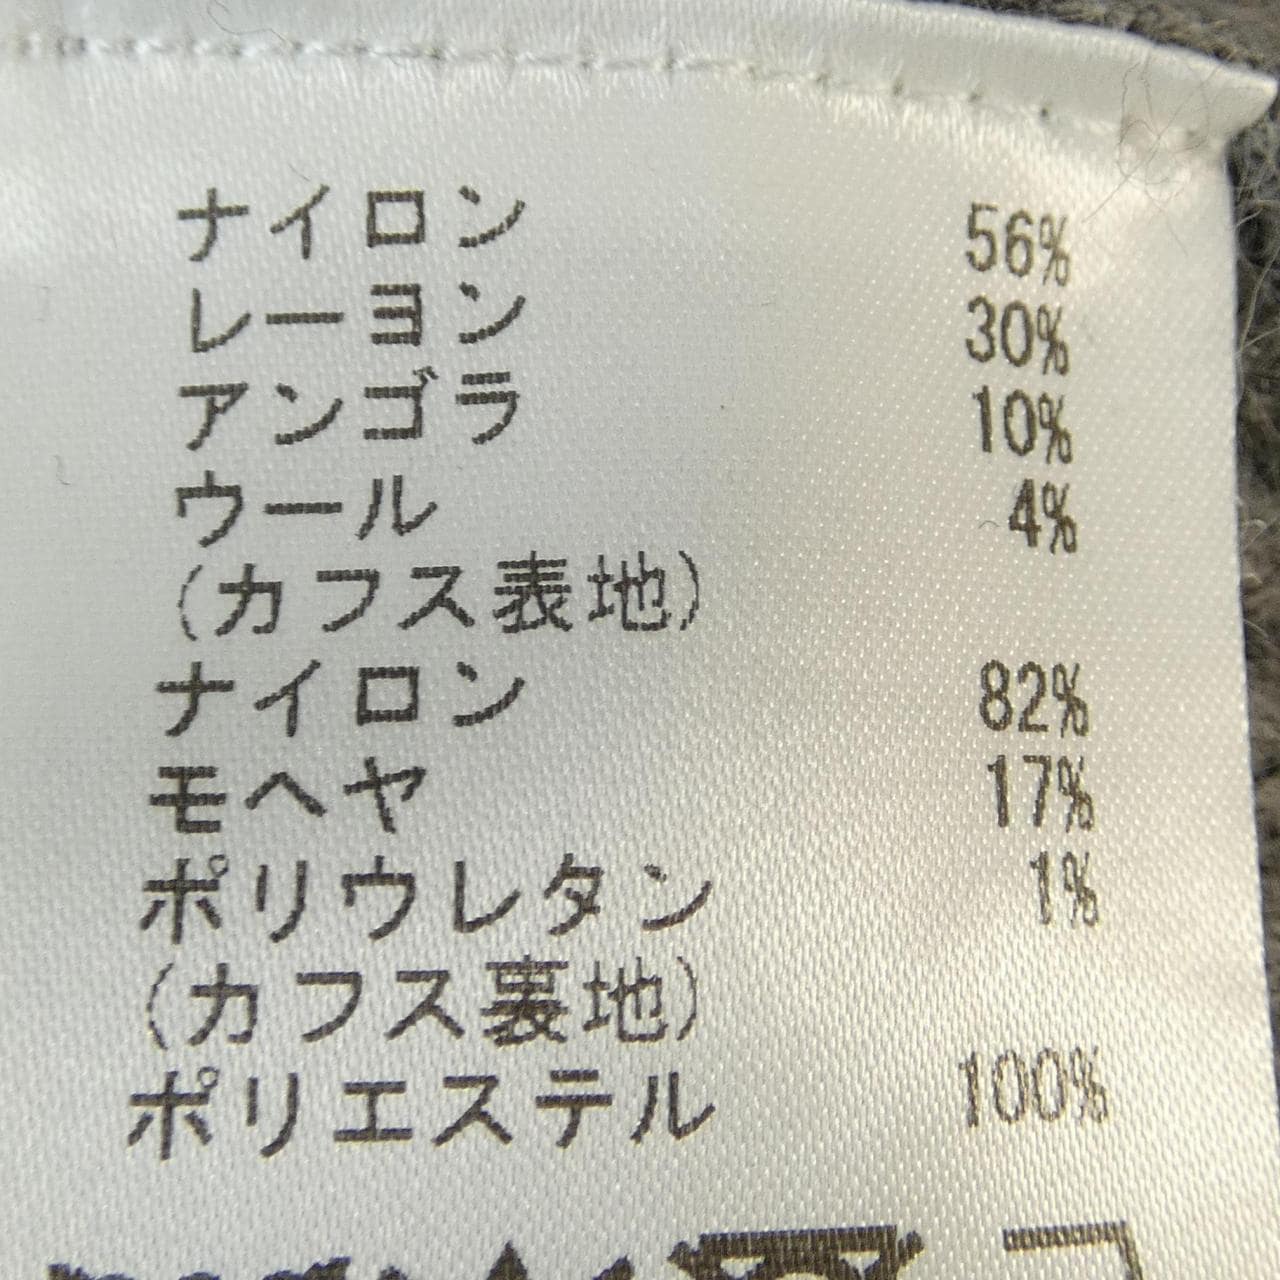 ナイロン 56%
レーヨン 30%
アンゴラ 10%
ウール 4%
(カフス表地)
ナイロン 82%
モヘヤ 17%
ポリウレタン 1%
(カフス裏地)
ポリエステル 100%